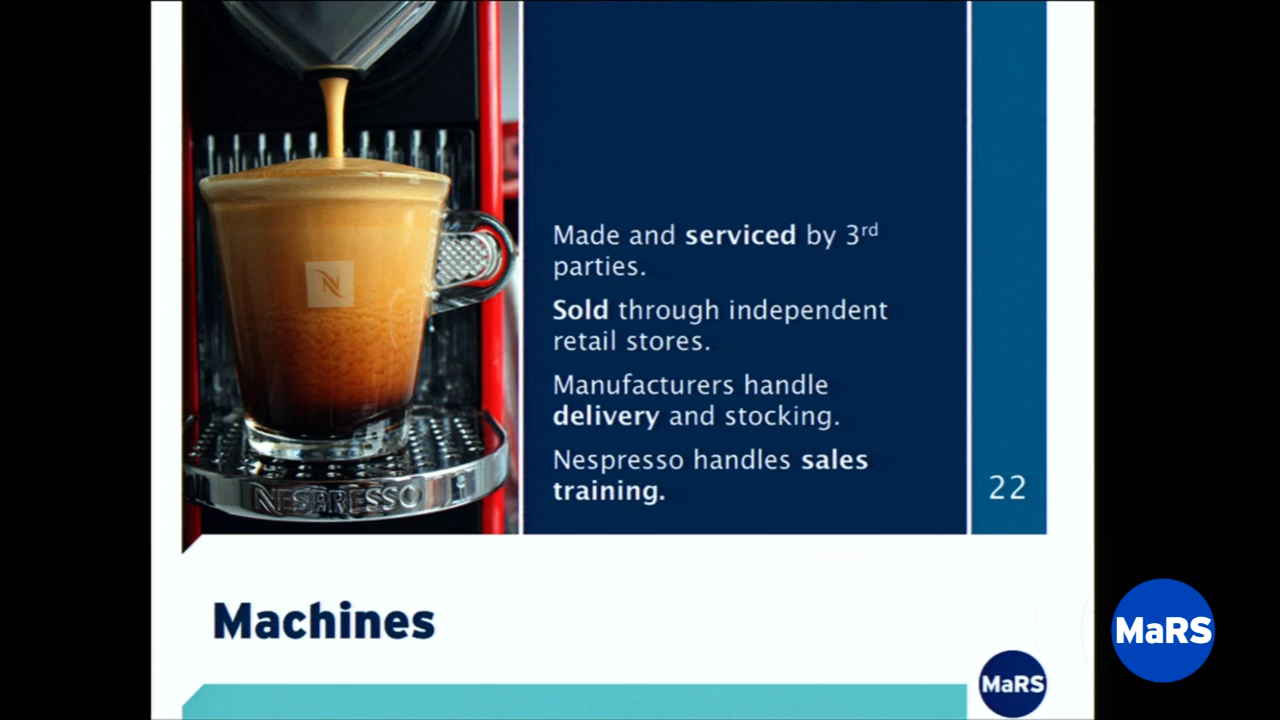 N
NESPRESSO
Made and serviced by 3rd
parties.
Sold through independent
retail stores.
Manufacturers handle
delivery and stocking.
Nespresso handles sales
training.
22
Machines
MaRS
MaRS